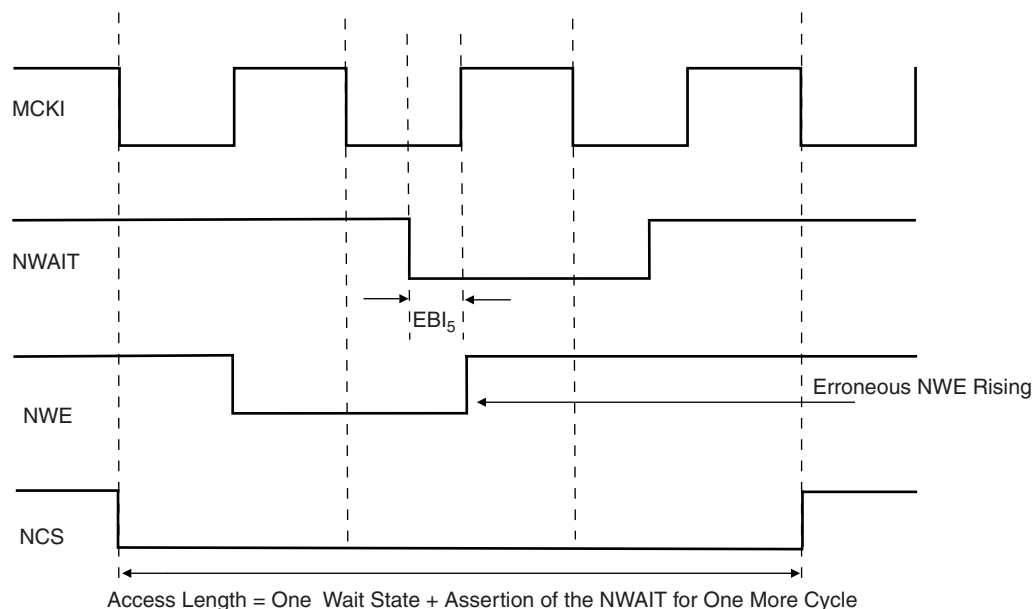 MCKI
NWAIT
EBI5
Erroneous NWE Rising
NWE
NCS
Access Length = One Wait State + Assertion of the NWAIT for One More Cycle